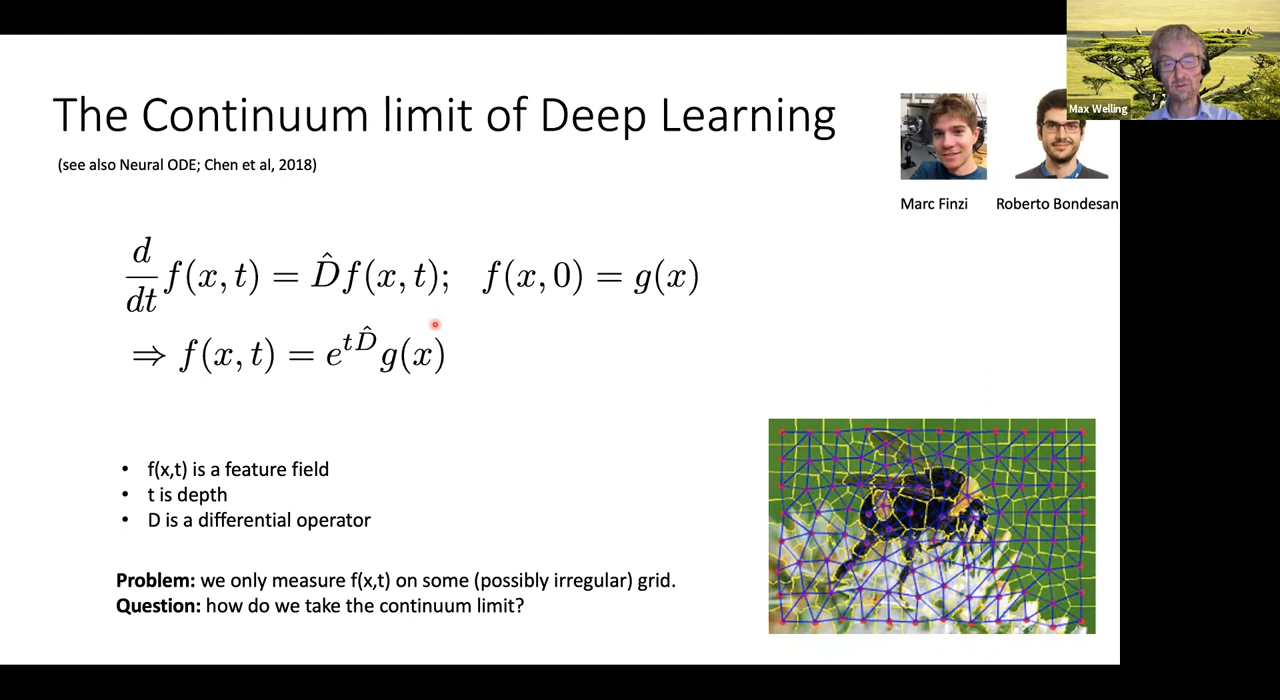 The Continuum limit of Deep Learning
(see also Neural ODE; Chen et al, 2018)
Max Welling
Marc Finzi
Roberto Bondesan
d/dt f(x, t) = D̂f(x, t);   f(x, 0) = g(x)
⇒ f(x, t) = e^{tD̂} g(x)
• f(x,t) is a feature field
• t is depth
• D is a differential operator
Problem: we only measure f(x,t) on some (possibly irregular) grid.
Question: how do we take the continuum limit?